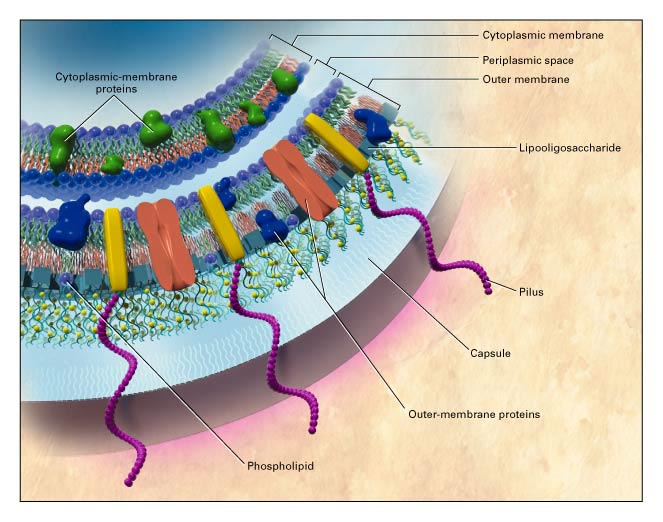 Cytoplasmic membrane
Periplasmic space
Outer membrane
Cytoplasmic-membrane
proteins
Lipooligosaccharide
Pilus
Capsule
Outer-membrane proteins
Phospholipid